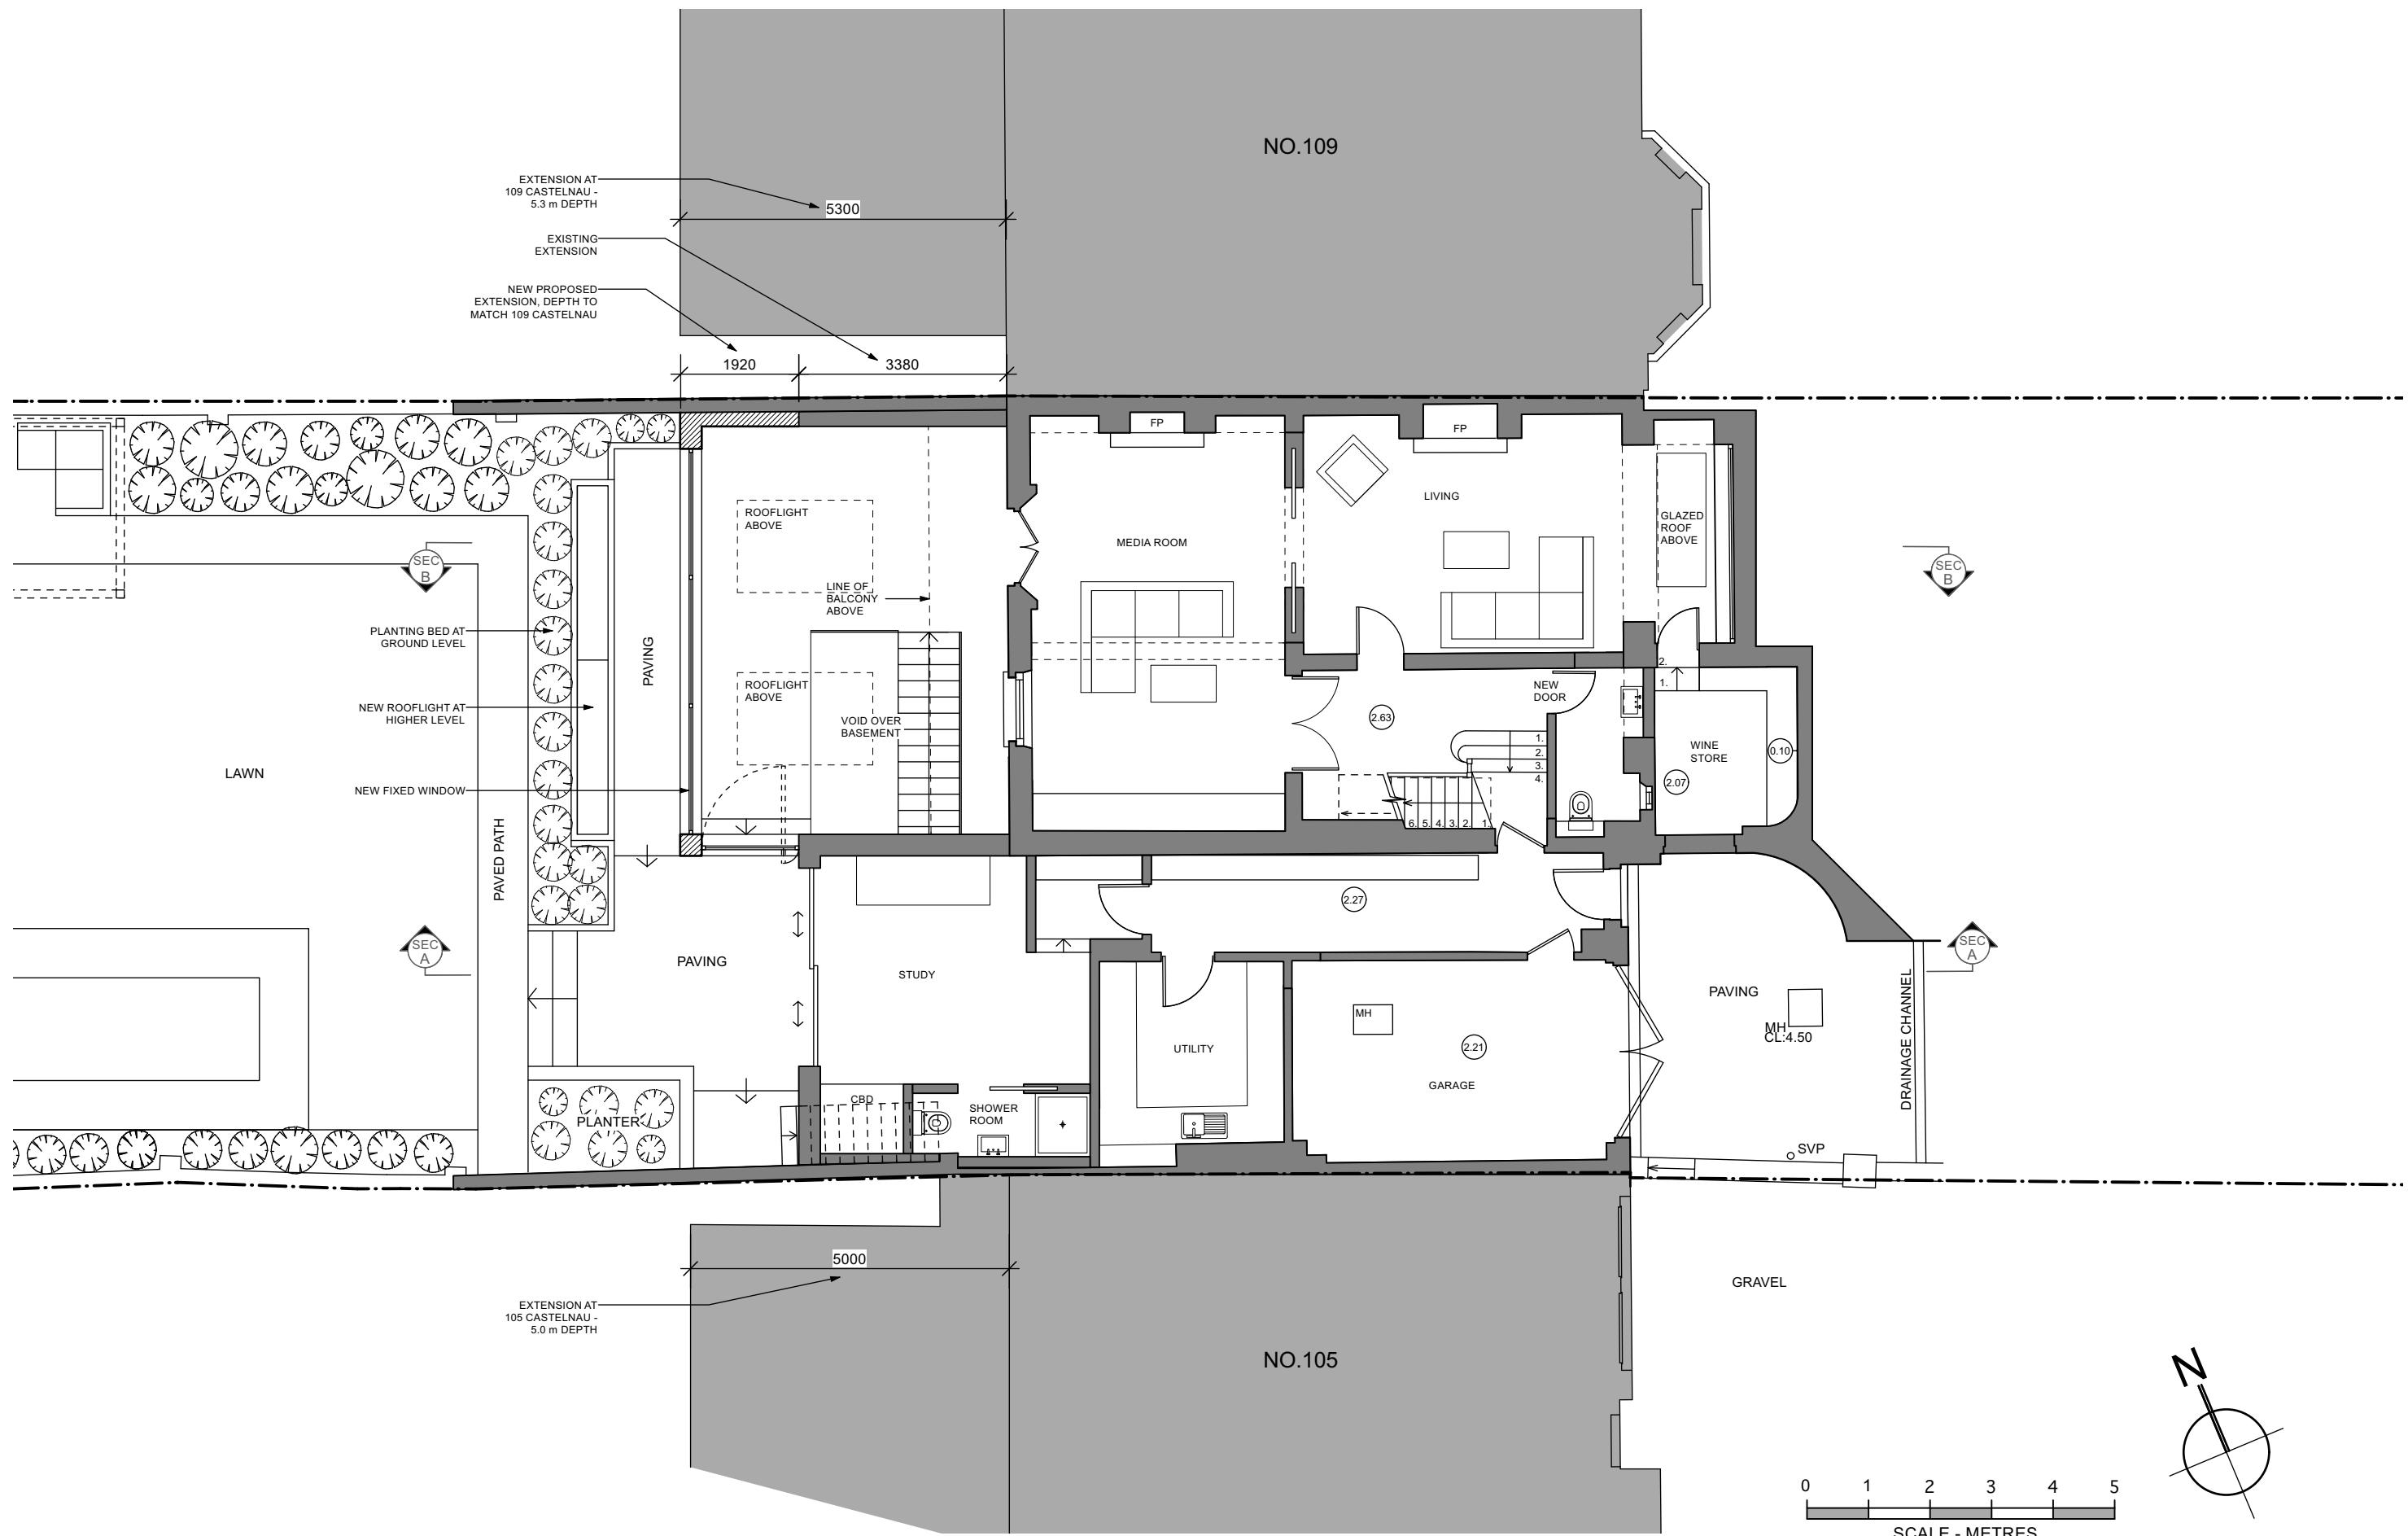 NO.109
EXTENSION AT
109 CASTELNAU -
5.3 m DEPTH
5300
EXISTING
EXTENSION
NEW PROPOSED
EXTENSION, DEPTH TO
MATCH 109 CASTELNAU
1920
3380
FP
FP
ROOFLIGHT
ABOVE
MEDIA ROOM
LIVING
GLAZED
ROOF
ABOVE
SEC
B
SEC
B
LINE OF
BALCONY
ABOVE
PLANTING BED AT
GROUND LEVEL
PAVING
ROOFLIGHT
ABOVE
NEW ROOFLIGHT AT
HIGHER LEVEL
VOID OVER
BASEMENT
2.63
NEW
DOOR
2.
1.
1.
2.
3.
4.
WINE
STORE
0.10
2.07
LAWN
NEW FIXED WINDOW
6. 5. 4. 3. 2. 1.
PAVED PATH
2.27
SEC
A
SEC
A
PAVING
STUDY
MH
PAVING
MH
CL:4.50
DRAINAGE CHANNEL
UTILITY
2.21
GARAGE
CBD
SHOWER
ROOM
PLANTER
SVP
5000
EXTENSION AT
105 CASTELNAU -
5.0 m DEPTH
GRAVEL
NO.105
N
0 1 2 3 4 5
SCALE - METRES